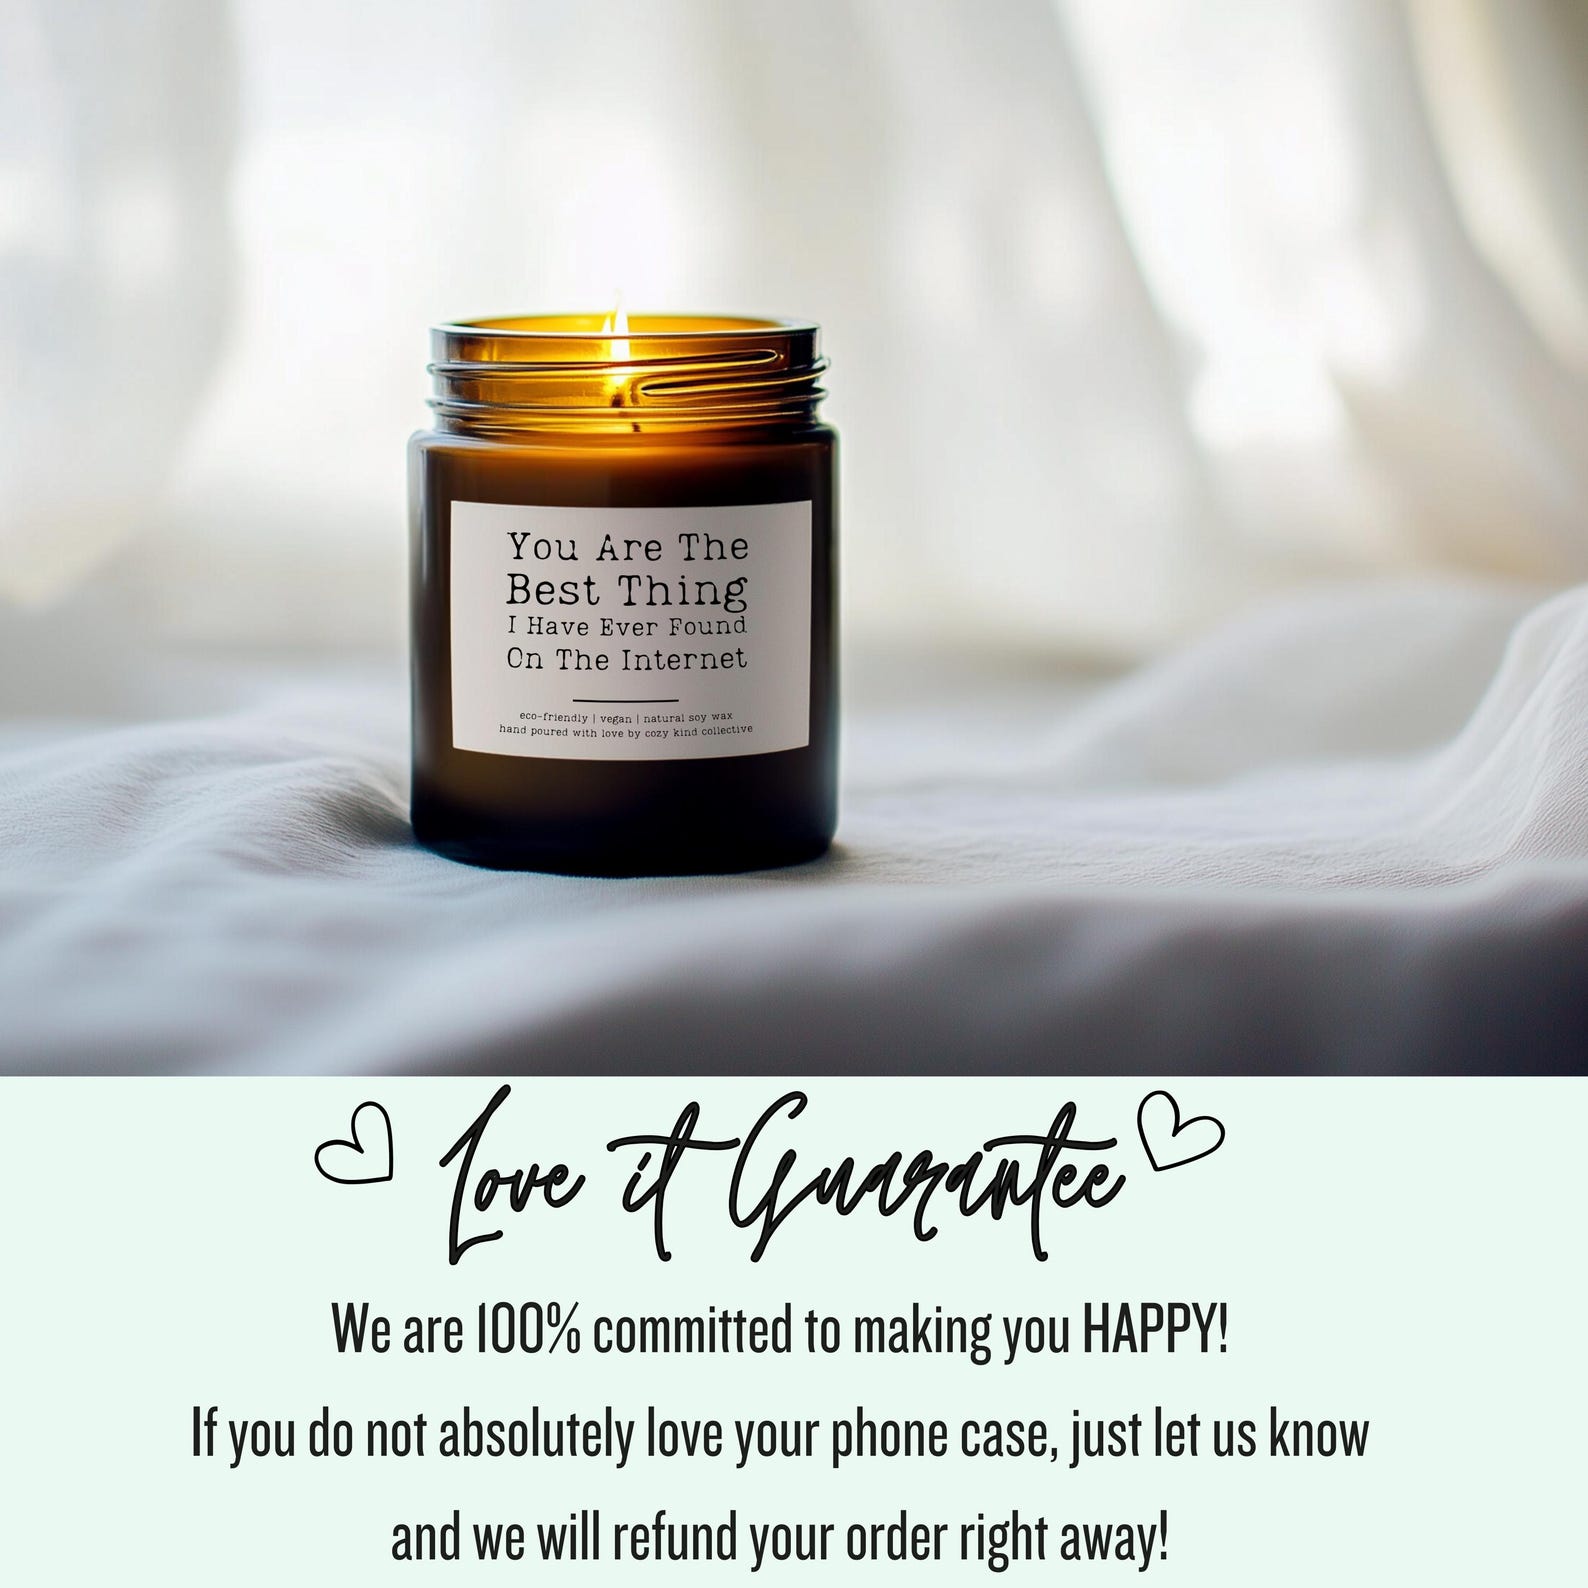 You Are The
Best Thing
I Have Ever Found
On The Internet
eco-friendly | vegan | natural soy wax
hand poured with love by cozy kind collective
Love it Guarantee
We are 100% committed to making you HAPPY!
If you do not absolutely love your phone case, just let us know
and we will refund your order right away!